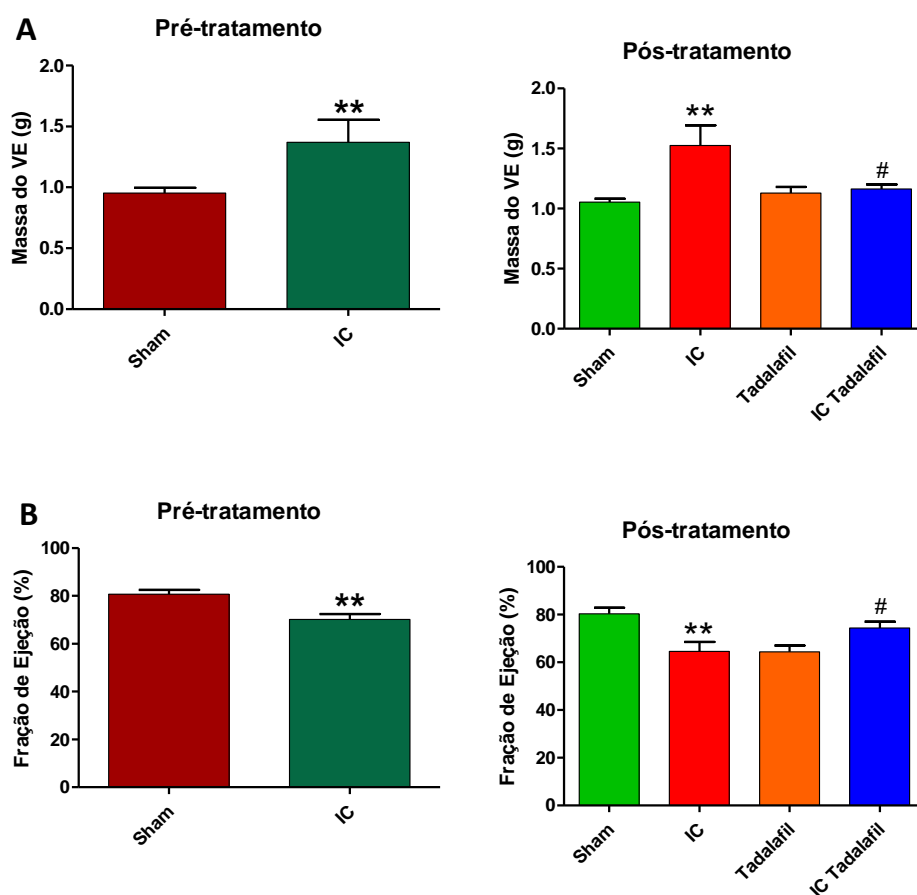 A
Pré-tratamento
Massa do VE (g)
2.0
1.5
1.0
0.5
0.0
**
Sham
IC
Pós-tratamento
Massa do VE (g)
2.0
1.5
1.0
0.5
0.0
**
#
Sham
IC
Tadalafil
IC Tadalafil
B
Pré-tratamento
Fração de Ejeção (%)
100
80
60
40
20
0
**
Sham
IC
Pós-tratamento
Fração de Ejeção (%)
100
80
60
40
20
0
**
#
Sham
IC
Tadalafil
IC Tadalafil